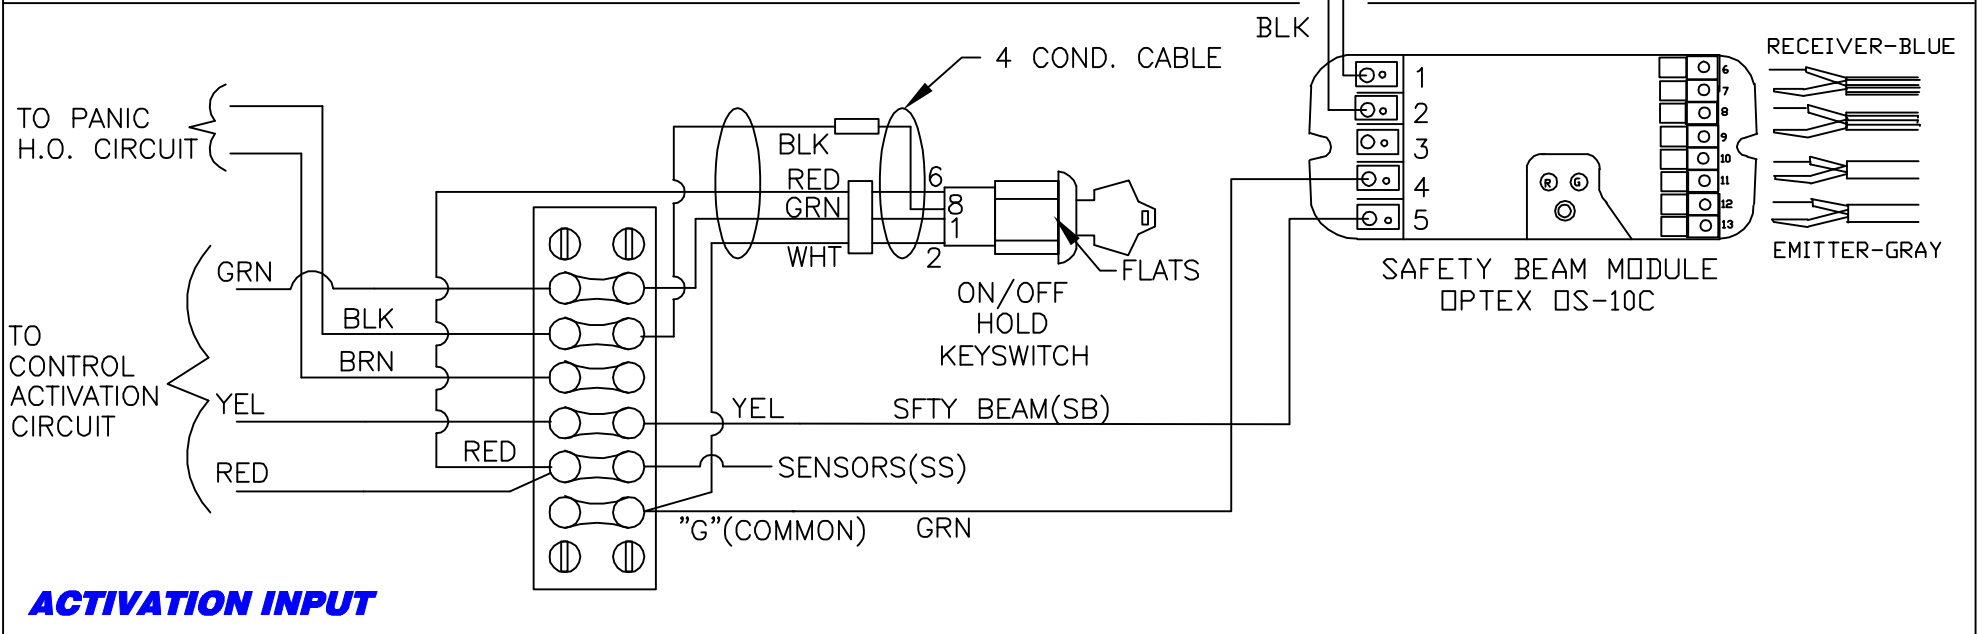 BLK
RECEIVER-BLUE
4 COND. CABLE
TO PANIC
H.O. CIRCUIT
BLK
RED
GRN
WHT
6
8
1
2
FLATS
ON/OFF
HOLD
KEYSWITCH
1
2
3
4
5
R G
6
7
8
9
10
11
12
13
EMITTER-GRAY
SAFETY BEAM MODULE
OPTEX OS-10C
GRN
BLK
BRN
TO
CONTROL
ACTIVATION
CIRCUIT
YEL
RED
RED
YEL SFTY BEAM(SB)
SENSORS(SS)
"G"(COMMON) GRN
ACTIVATION INPUT